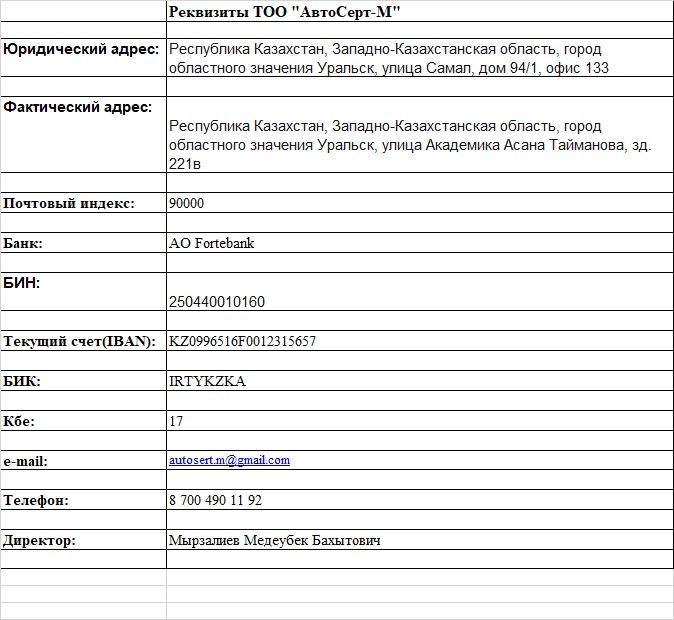 Реквизиты ТОО "АвтоСерт-М"
Юридический адрес: Республика Казахстан, Западно-Казахстанская область, город
областного значения Уральск, улица Самал, дом 94/1, офис 133
Фактический адрес:
Республика Казахстан, Западно-Казахстанская область, город
областного значения Уральск, улица Академика Асана Тайманова, зд.
221в
Почтовый индекс: 90000
Банк: АО Fortebank
БИН:
250440010160
Текущий счет(IBAN): KZ0996516F0012315657
БИК: IRTYKZKA
Кбе: 17
e-mail: autosert.m@gmail.com
Телефон: 8 700 490 11 92
Директор: Мырзалиев Медеубек Бахытович